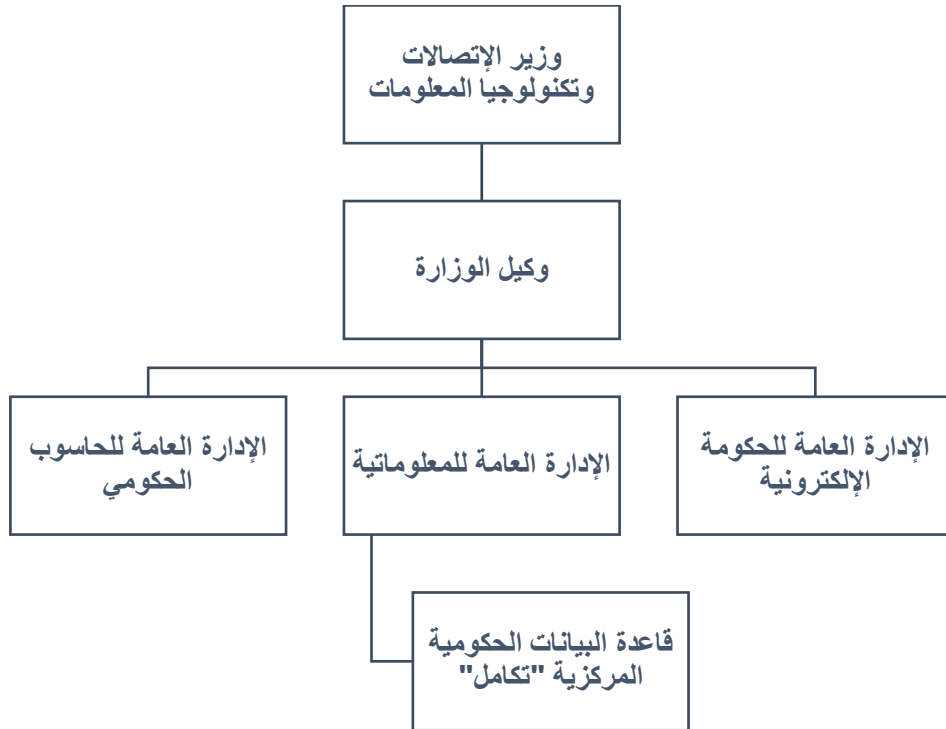 وزير الإتصالات
وتكنولوجيا المعلومات
وكيل الوزارة
الإدارة العامة للحكومة
الإلكترونية
الإدارة العامة للمعلوماتية
الإدارة العامة للحاسوب
الحكومي
قاعدة البيانات الحكومية
المركزية "تكامل"